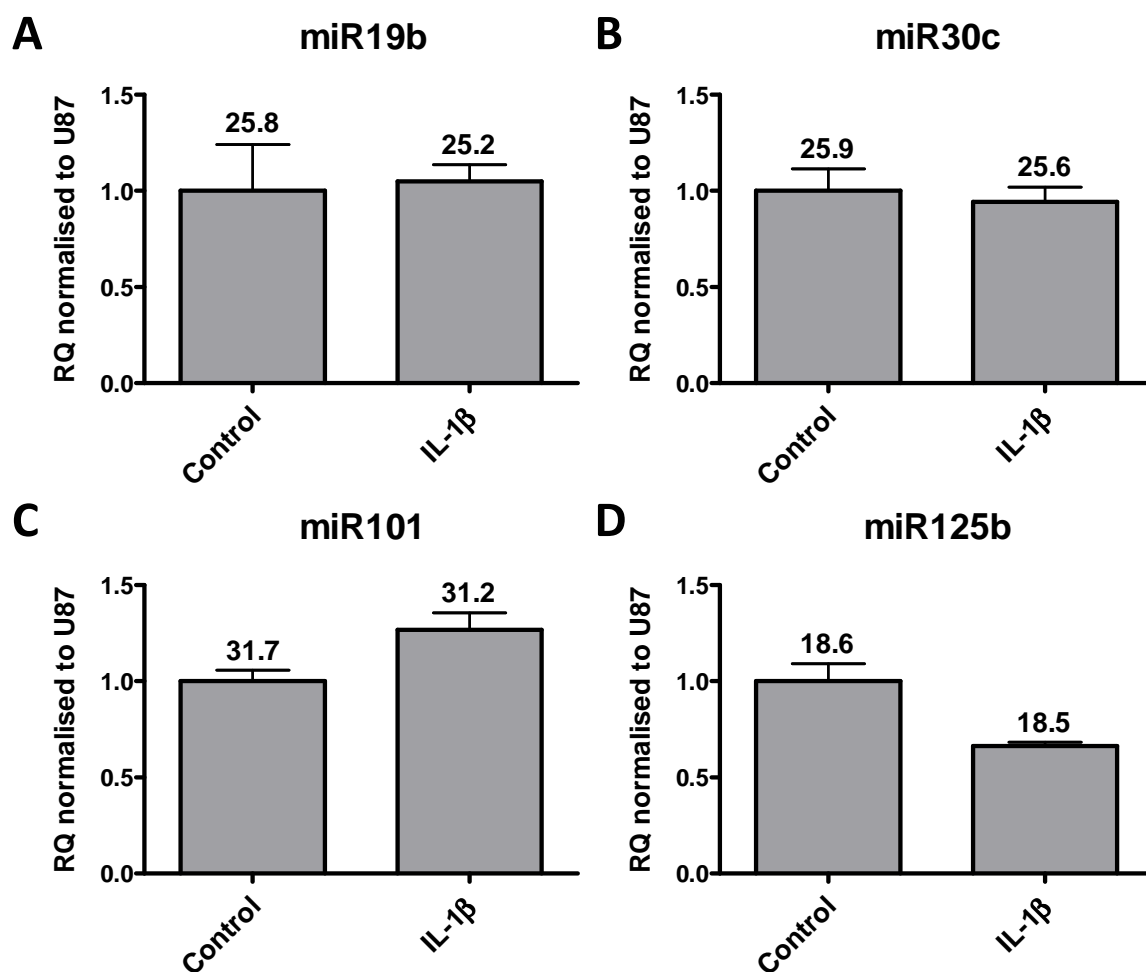 A
miR19b
RQ normalised to U87
1.5
1.0
0.5
0.0
25.8
25.2
Control
IL-1β
B
miR30c
RQ normalised to U87
1.5
1.0
0.5
0.0
25.9
25.6
Control
IL-1β
C
miR101
RQ normalised to U87
1.5
1.0
0.5
0.0
31.7
31.2
Control
IL-1β
D
miR125b
RQ normalised to U87
1.5
1.0
0.5
0.0
18.6
18.5
Control
IL-1β